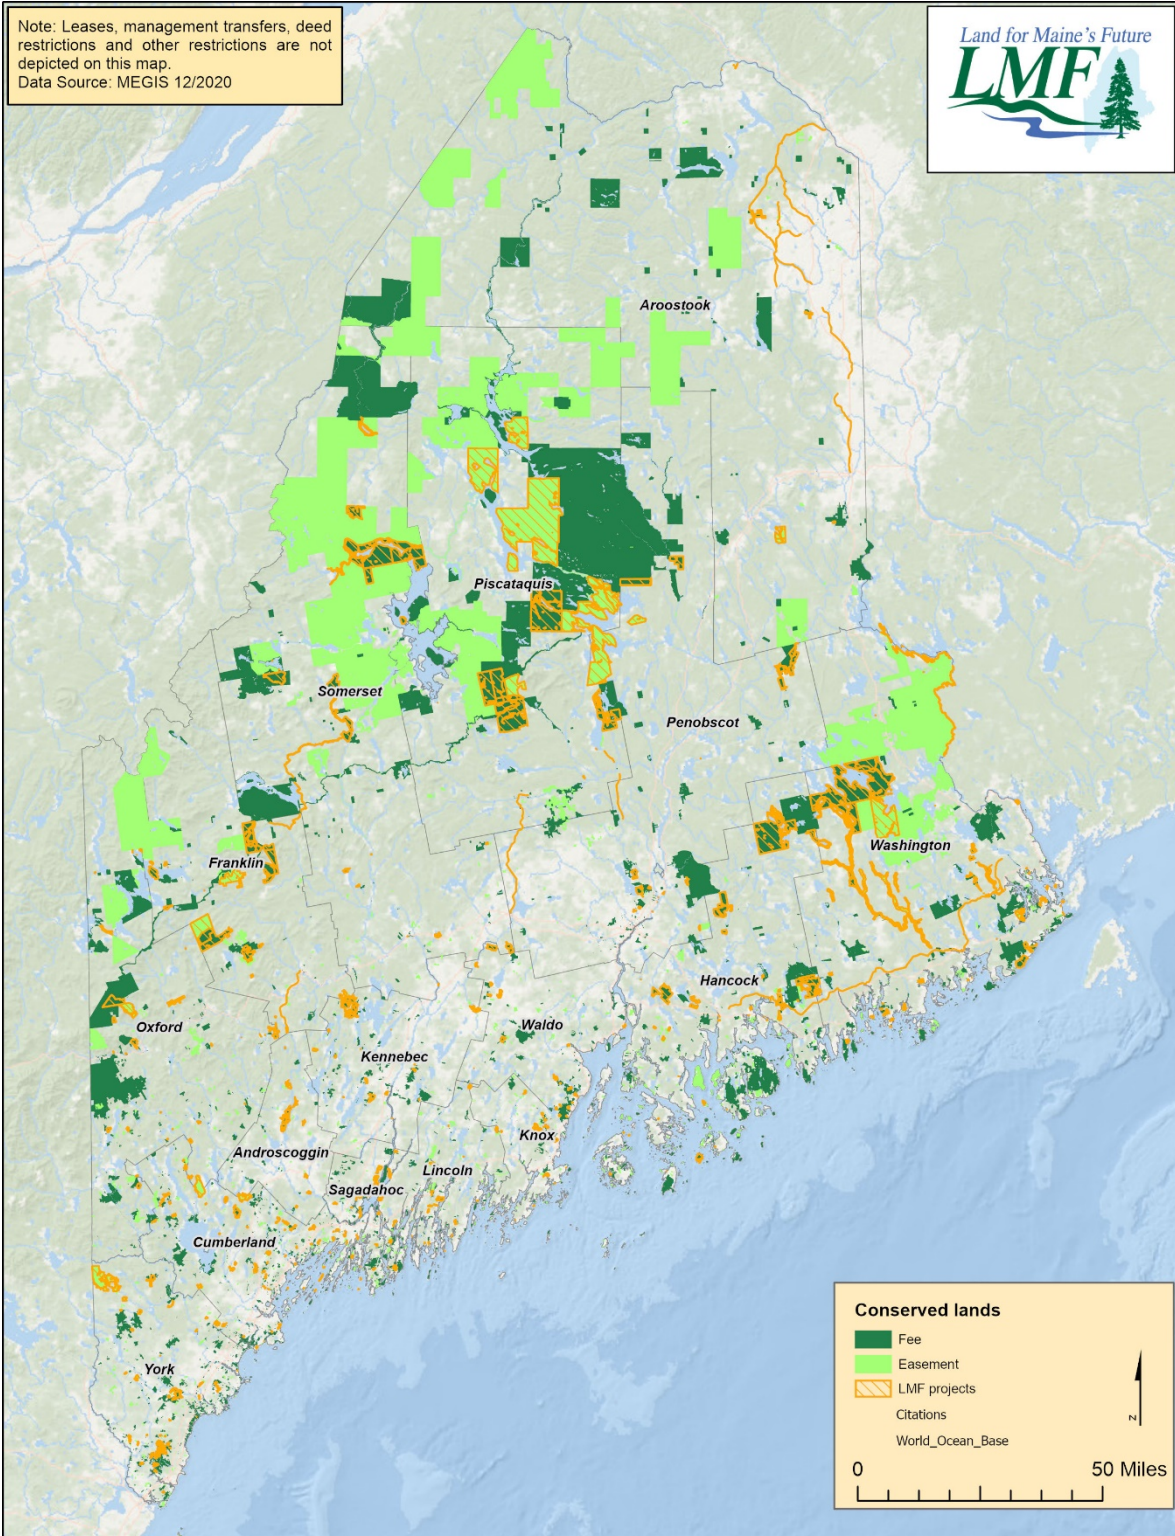 Note: Leases, management transfers, deed
restrictions and other restrictions are not
depicted on this map.
Data Source: MEGIS 12/2020
Land for Maine's Future
LMF
Aroostook
Piscataquis
Somerset
Penobscot
Washington
Franklin
Hancock
Oxford
Waldo
Kennebec
Knox
Androscoggin
Lincoln
Sagadahoc
Cumberland
York
Conserved lands
Fee
Easement
LMF projects
Citations
World_Ocean_Base
N
0 50 Miles